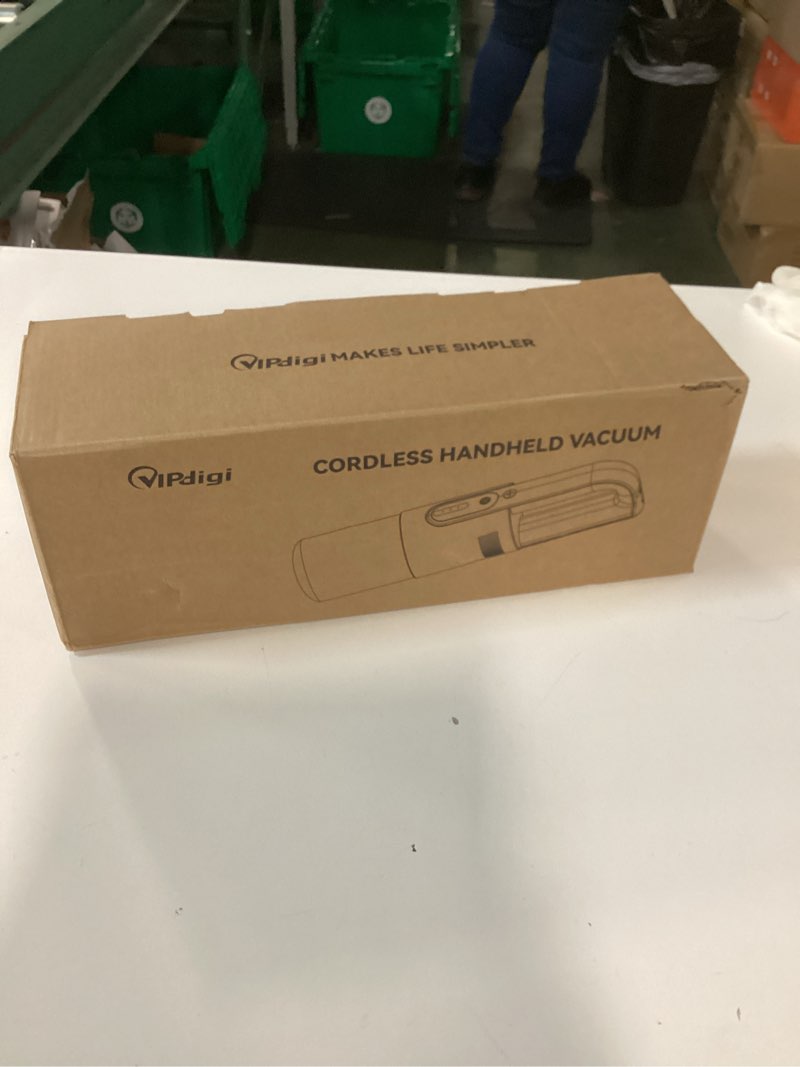 VIPdigi MAKES LIFE SIMPLER
VIPdigi
CORDLESS HANDHELD VACUUM